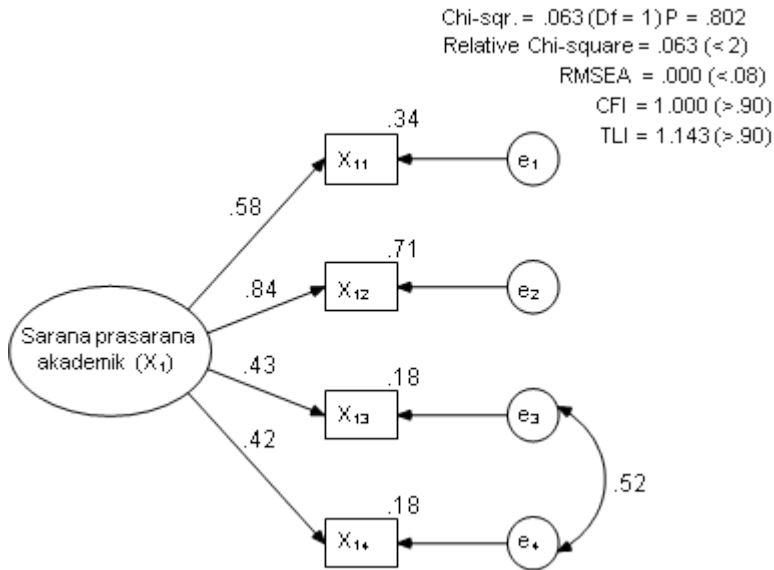 Chi-sqr. = .063 (Df = 1) P = .802
Relative Chi-square = .063 (< 2)
RMSEA = .000 (<.08)
CFI = 1.000 (>.90)
TLI = 1.143 (>.90)
.34
X₁₁
e₁
.58
.71
X₁₂
e₂
.84
Sarana prasarana
akademik (X₁)
.43
.18
X₁₃
e₃
.42
.52
.18
X₁₄
e₄